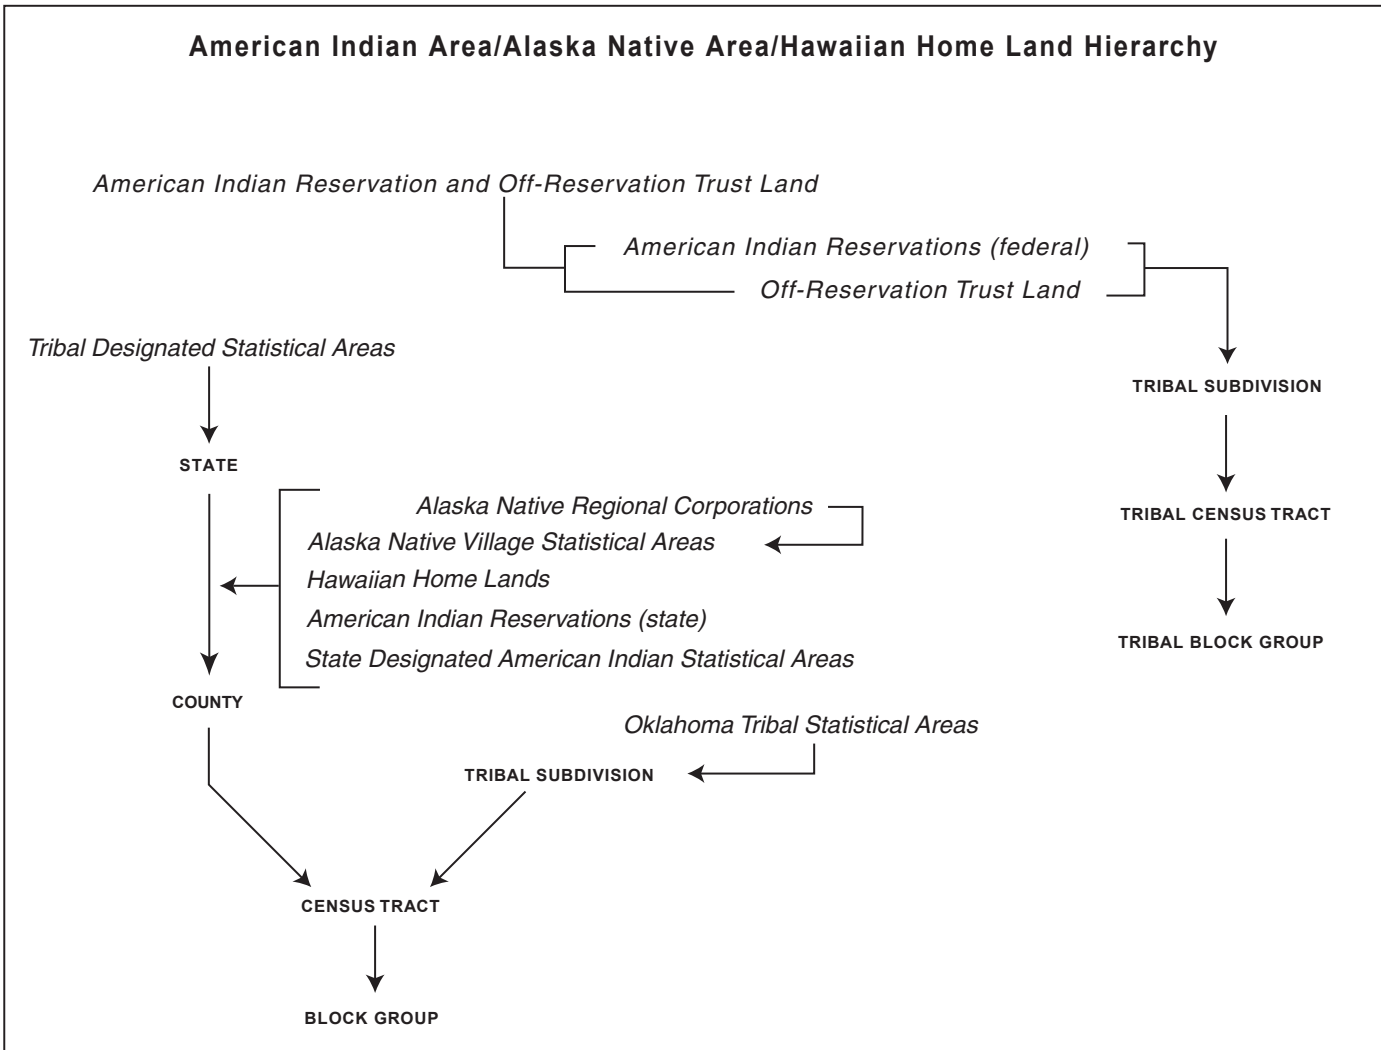 American Indian Area/Alaska Native Area/Hawaiian Home Land Hierarchy
American Indian Reservation and Off-Reservation Trust Land
American Indian Reservations (federal)
Off-Reservation Trust Land
Tribal Designated Statistical Areas
TRIBAL SUBDIVISION
STATE
Alaska Native Regional Corporations
TRIBAL CENSUS TRACT
Alaska Native Village Statistical Areas
Hawaiian Home Lands
American Indian Reservations (state)
TRIBAL BLOCK GROUP
State Designated American Indian Statistical Areas
COUNTY
Oklahoma Tribal Statistical Areas
TRIBAL SUBDIVISION
CENSUS TRACT
BLOCK GROUP